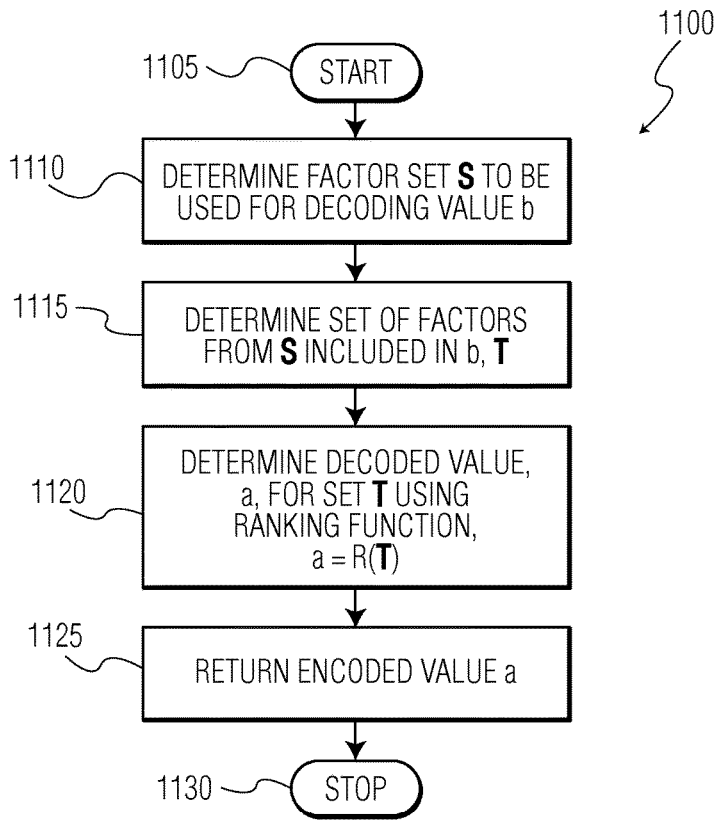 1100
1105
START
1110
DETERMINE FACTOR SET S TO BE
USED FOR DECODING VALUE b
1115
DETERMINE SET OF FACTORS
FROM S INCLUDED IN b, T
1120
DETERMINE DECODED VALUE,
a, FOR SET T USING
RANKING FUNCTION,
a = R(T)
1125
RETURN ENCODED VALUE a
1130
STOP